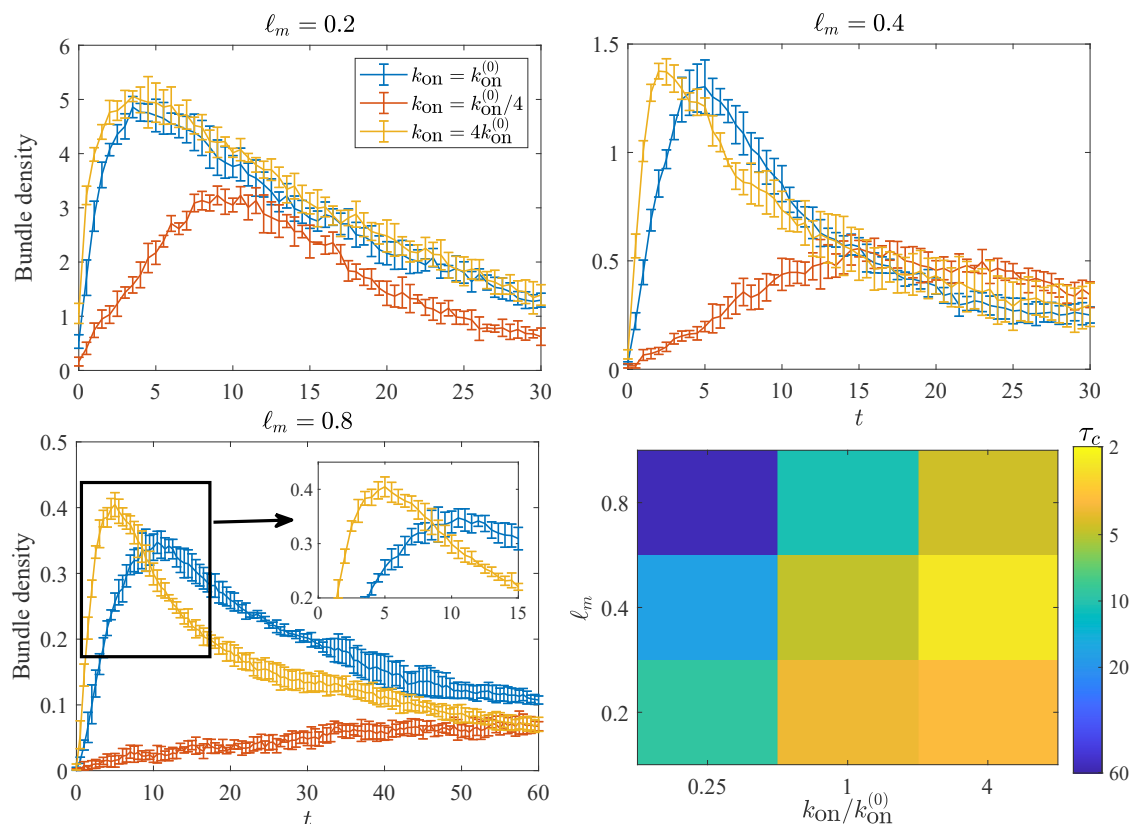 ℓₘ = 0.2
6
5
4
3
2
1
0
Bundle density
0 5 10 15 20 25 30
k_on = k_on^(0)
k_on = k_on^(0)/4
k_on = 4k_on^(0)
ℓₘ = 0.4
1.5
1
0.5
0
0 5 10 15 20 25 30
t
ℓₘ = 0.8
0.5
0.4
0.3
0.2
0.1
0
Bundle density
0 10 20 30 40 50 60
t
0.4
0.3
0.2
0 5 10 15
τ_c
2
5
10
20
60
0.8
0.4
0.2
ℓₘ
0.25 1 4
k_on/k_on^(0)